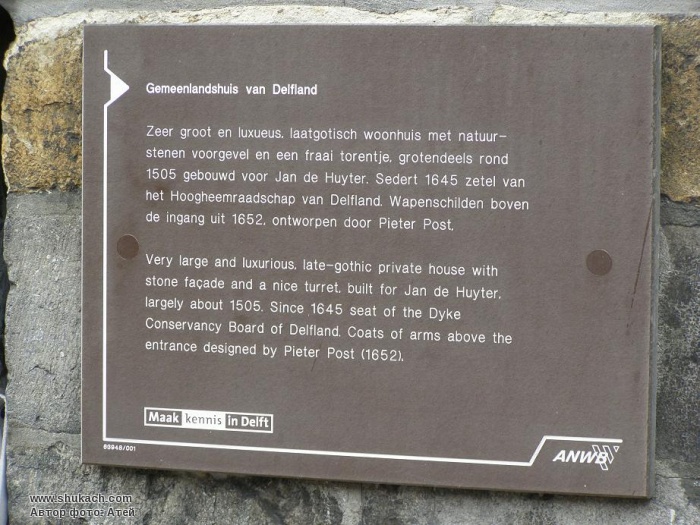 Gemeenlandshuis van Delfland
Zeer groot en luxueus, laatgotisch woonhuis met natuur-
stenen voorgevel en een fraai torentje, grotendeels rond
1505 gebouwd voor Jan de Huyter. Sedert 1645 zetel van
het Hoogheemraadschap van Delfland. Wapenschilden boven
de ingang uit 1652, ontworpen door Pieter Post.
Very large and luxurious, late-gothic private house with
stone façade and a nice turret, built for Jan de Huyter,
largely about 1505. Since 1645 seat of the Dyke
Conservancy Board of Delfland. Coats of arms above the
entrance designed by Pieter Post (1652).
Maak kennis in Delft
69948/001
ANWB
www.shukach.com
Автор фото: Атей